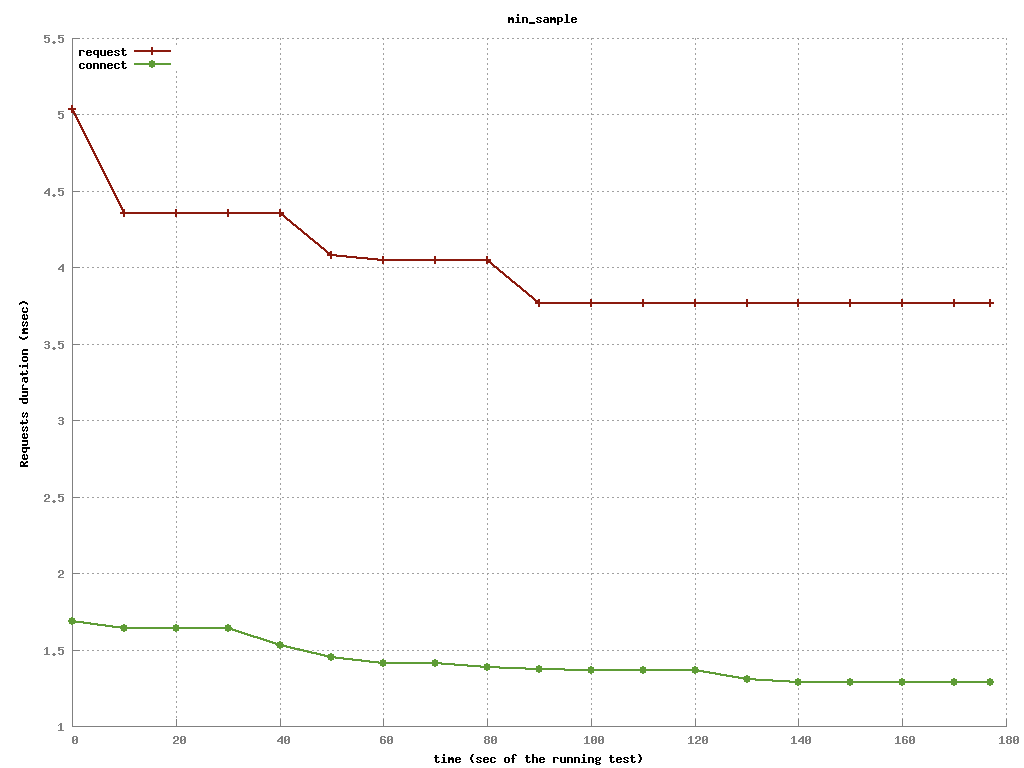 min_sample
request
connect
5.5
5
4.5
4
3.5
3
2.5
2
1.5
1
Requests duration (msec)
0 20 40 60 80 100 120 140 160 180
time (sec of the running test)